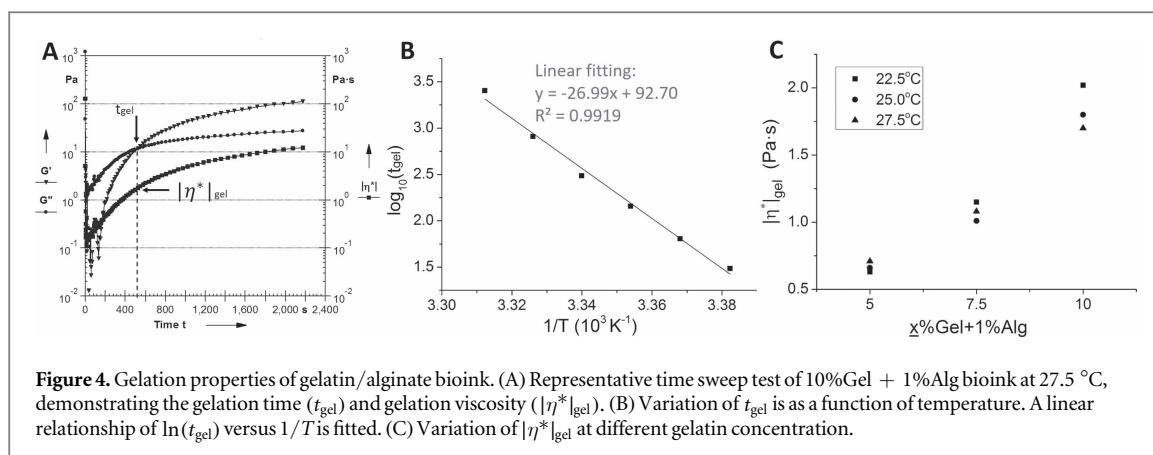 A
10³
Pa
10²
10¹
10⁰
10⁻¹
10⁻²
G'
G"
t_gel
|η*|_gel
10³
Pa·s
10²
10¹
10⁰
10⁻¹
10⁻²
|η*|
0 400 800 1,200 1,600 2,000 s 2,400
Time t
B
Linear fitting:
y = -26.99x + 92.70
R² = 0.9919
log₁₀(t_gel)
3.5
3.0
2.5
2.0
1.5
3.30 3.32 3.34 3.36 3.38
1/T (10³ K⁻¹)
C
22.5°C
25.0°C
27.5°C
|η*|_gel (Pa·s)
2.0
1.5
1.0
0.5
5 7.5 10
x%Gel+1%Alg
Figure 4. Gelation properties of gelatin/alginate bioink. (A) Representative time sweep test of 10%Gel + 1%Alg bioink at 27.5 °C,
demonstrating the gelation time (t_gel) and gelation viscosity (|η*|_gel). (B) Variation of t_gel is as a function of temperature. A linear
relationship of ln(t_gel) versus 1/T is fitted. (C) Variation of |η*|_gel at different gelatin concentration.